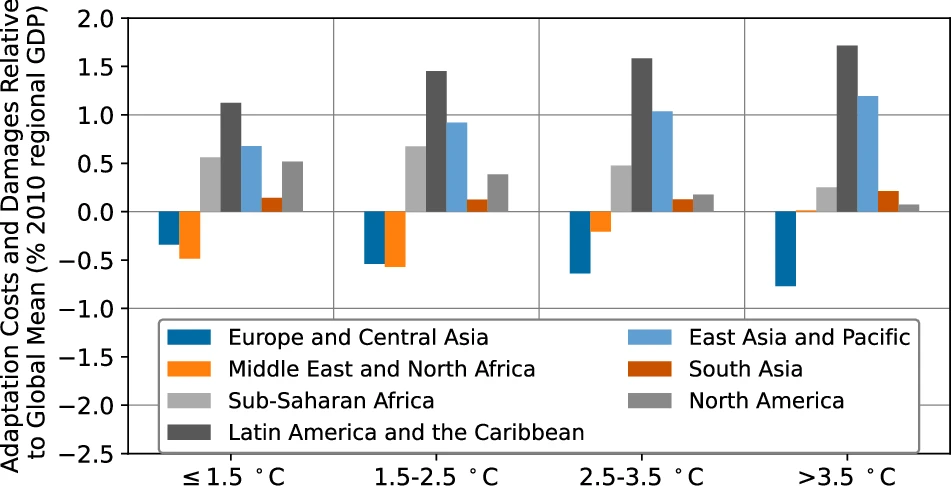 Adaptation Costs and Damages Relative
to Global Mean (% 2010 regional GDP)
2.0
1.5
1.0
0.5
0.0
−0.5
−1.0
−1.5
−2.0
−2.5
Europe and Central Asia
Middle East and North Africa
Sub-Saharan Africa
Latin America and the Caribbean
East Asia and Pacific
South Asia
North America
≤1.5 °C
1.5-2.5 °C
2.5-3.5 °C
>3.5 °C